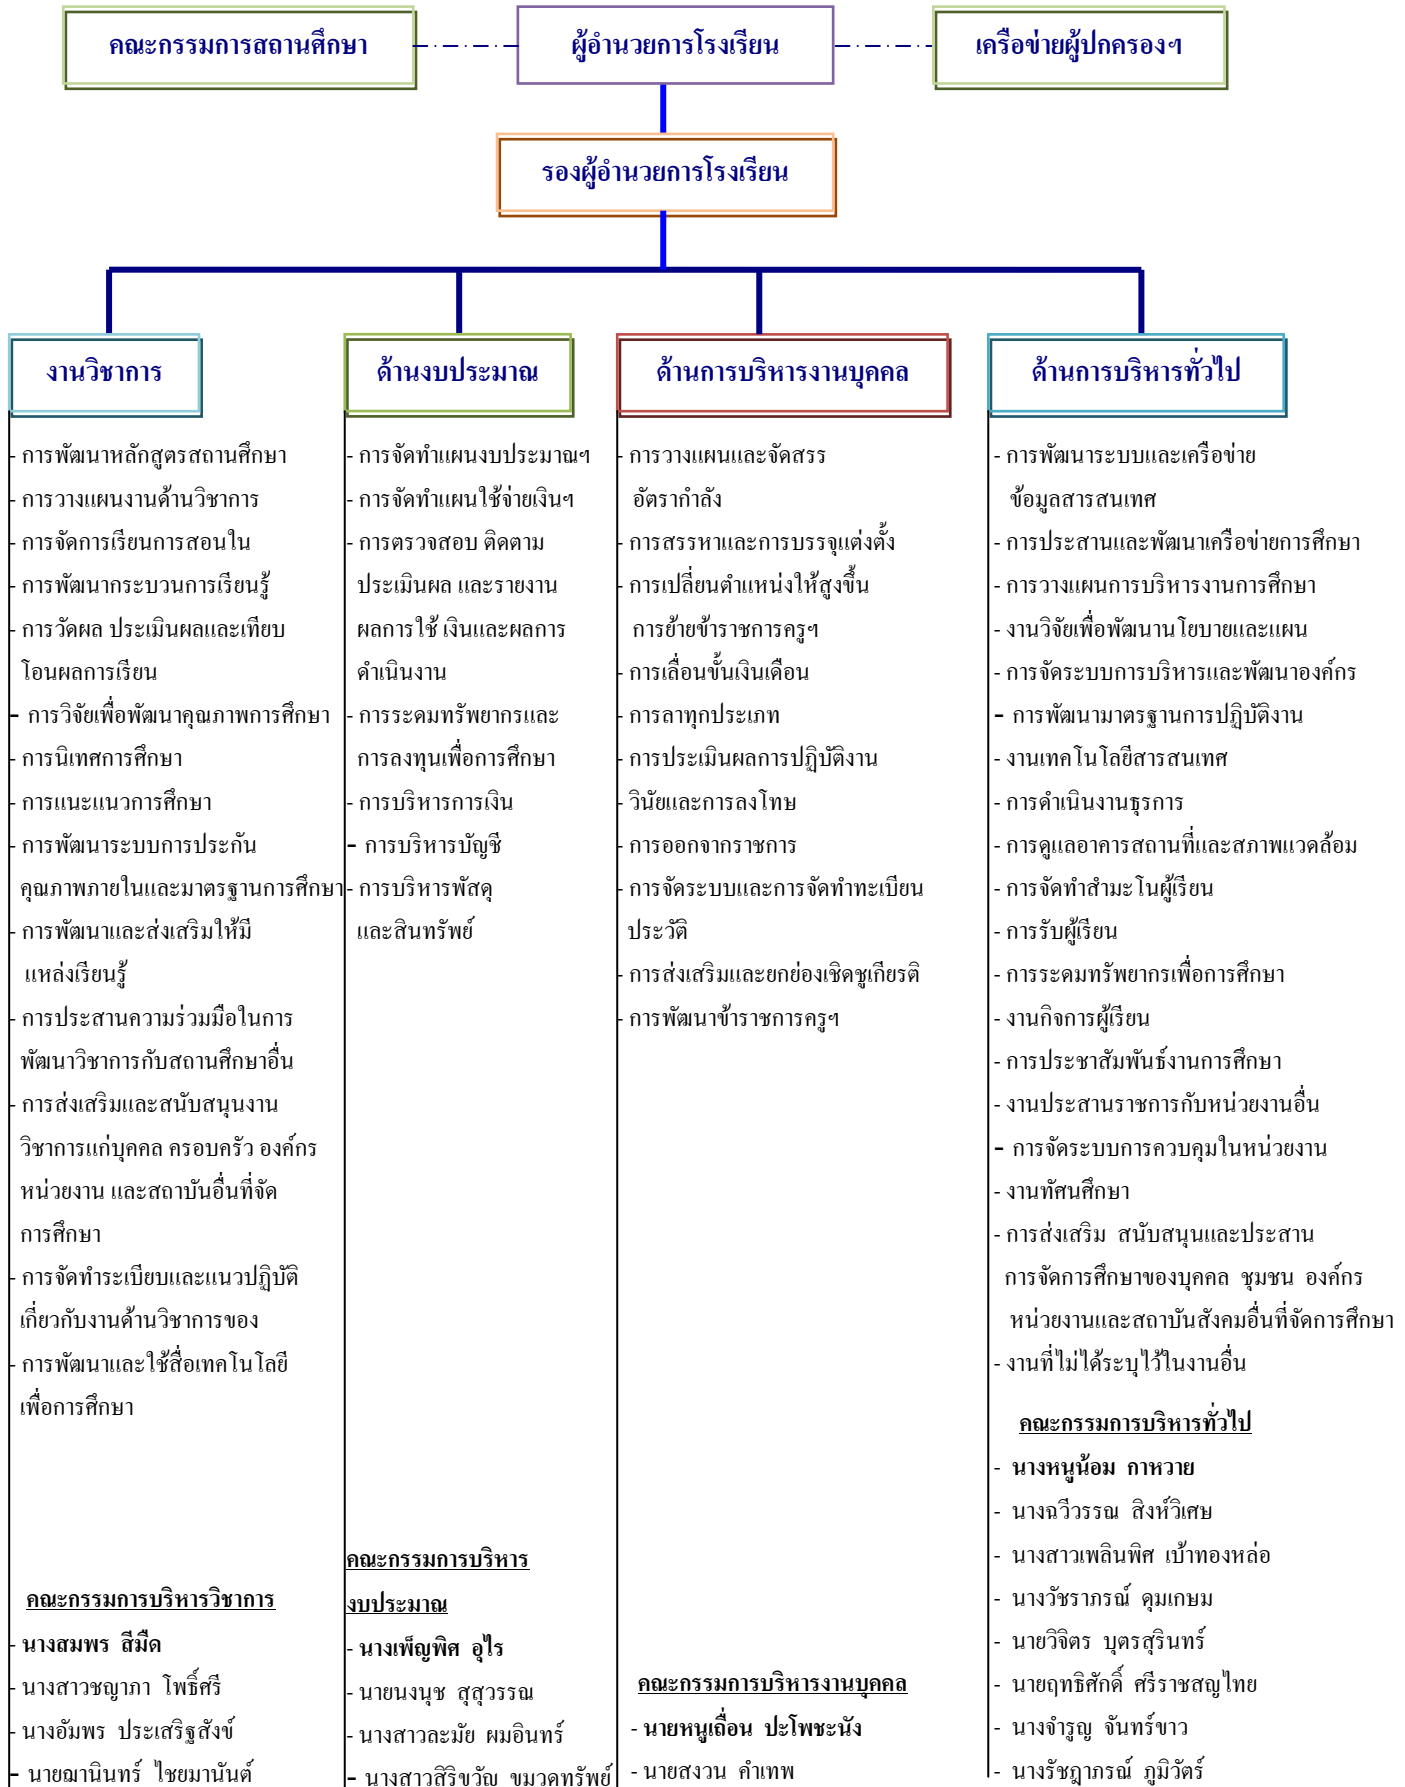 คณะกรรมการสถานศึกษา
ผู้อำนวยการโรงเรียน
เครือข่ายผู้ปกครองฯ
รองผู้อำนวยการโรงเรียน
งานวิชาการ
- การพัฒนาหลักสูตรสถานศึกษา
- การวางแผนงานด้านวิชาการ
- การจัดการเรียนการสอนใน
- การพัฒนากระบวนการเรียนรู้
- การวัดผล ประเมินผลและเทียบ
โอนผลการเรียน
- การวิจัยเพื่อพัฒนาคุณภาพการศึกษา
- การนิเทศการศึกษา
- การแนะแนวการศึกษา
- การพัฒนาระบบการประกัน
คุณภาพภายในและมาตรฐานการศึกษา
- การพัฒนาและส่งเสริมให้มี
แหล่งเรียนรู้
- การประสานความร่วมมือในการ
พัฒนาวิชาการกับสถานศึกษาอื่น
- การส่งเสริมและสนับสนุนงาน
วิชาการแก่บุคคล ครอบครัว องค์กร
หน่วยงาน และสถาบันอื่นที่จัด
การศึกษา
- การจัดทำระเบียบและแนวปฏิบัติ
เกี่ยวกับงานด้านวิชาการของ
- การพัฒนาและใช้สื่อเทคโนโลยี
เพื่อการศึกษา
คณะกรรมการบริหารวิชาการ
- นางสมพร สีมืด
- นางสาวชญาภา โพธิ์ศรี
- นางอัมพร ประเสริฐสังข์
- นายฌานินทร์ ไชยมานันต์
ด้านงบประมาณ
- การจัดทำแผนงบประมาณฯ
- การจัดทำแผนใช้จ่ายเงินฯ
- การตรวจสอบ ติดตาม
ประเมินผล และรายงาน
ผลการใช้ เงินและผลการ
ดำเนินงาน
- การระดมทรัพยากรและ
การลงทุนเพื่อการศึกษา
- การบริหารการเงิน
- การบริหารบัญชี
- การบริหารพัสดุ
และสินทรัพย์
คณะกรรมการบริหาร
งบประมาณ
- นางเพ็ญพิศ อุไร
- นายนงนุช สุสุวรรณ
- นางสาวละมัย ผมอินทร์
- นางสาวสิริขวัญ ขมวดทรัพย์
ด้านการบริหารงานบุคคล
- การวางแผนและจัดสรร
อัตรากำลัง
- การสรรหาและการบรรจุแต่งตั้ง
- การเปลี่ยนตำแหน่งให้สูงขึ้น
การย้ายข้าราชการครูฯ
- การเลื่อนขั้นเงินเดือน
- การลาทุกประเภท
- การประเมินผลการปฏิบัติงาน
- วินัยและการลงโทษ
- การออกจากราชการ
- การจัดระบบและการจัดทำทะเบียน
ประวัติ
- การส่งเสริมและยกย่องเชิดชูเกียรติ
- การพัฒนาข้าราชการครูฯ
คณะกรรมการบริหารงานบุคคล
- นายหนูเถื่อน ปะโพชะนัง
- นายสงวน คำเทพ
ด้านการบริหารทั่วไป
- การพัฒนาระบบและเครือข่าย
ข้อมูลสารสนเทศ
- การประสานและพัฒนาเครือข่ายการศึกษา
- การวางแผนการบริหารงานการศึกษา
- งานวิจัยเพื่อพัฒนานโยบายและแผน
- การจัดระบบการบริหารและพัฒนาองค์กร
- การพัฒนามาตรฐานการปฏิบัติงาน
- งานเทคโนโลยีสารสนเทศ
- การดำเนินงานธุรการ
- การดูแลอาคารสถานที่และสภาพแวดล้อม
- การจัดทำสำมะโนผู้เรียน
- การรับผู้เรียน
- การระดมทรัพยากรเพื่อการศึกษา
- งานกิจการผู้เรียน
- การประชาสัมพันธ์งานการศึกษา
- งานประสานราชการกับหน่วยงานอื่น
- การจัดระบบการควบคุมในหน่วยงาน
- งานทัศนศึกษา
- การส่งเสริม สนับสนุนและประสาน
การจัดการศึกษาของบุคคล ชุมชน องค์กร
หน่วยงานและสถาบันสังคมอื่นที่จัดการศึกษา
- งานที่ไม่ได้ระบุไว้ในงานอื่น
คณะกรรมการบริหารทั่วไป
- นางหนูน้อม กาหวาย
- นางฉวีวรรณ สิงห์วิเศษ
- นางสาวเพลินพิศ เบ้าทองหล่อ
- นางวัชราภรณ์ ดุมเกษม
- นายวิจิตร บุตรสุรินทร์
- นายฤทธิศักดิ์ ศรีราชสญไทย
- นางจำรูญ จันทร์ขาว
- นางรัชฎาภรณ์ ภูมิวัตร์